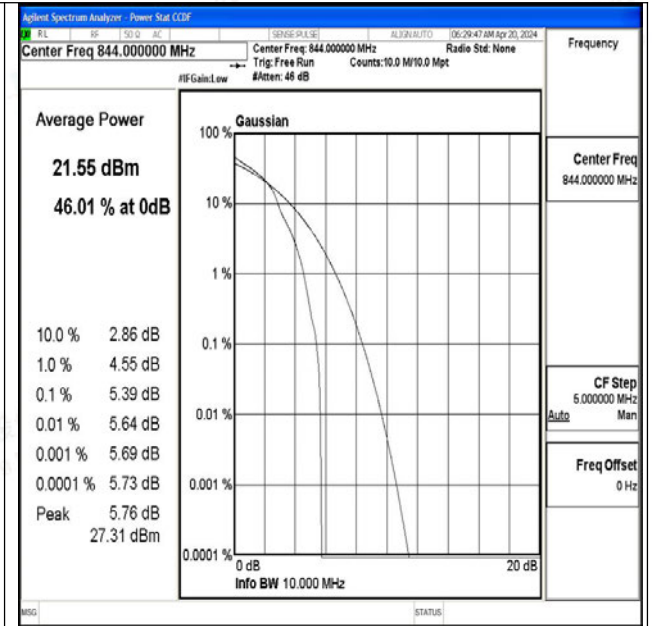 Agilent Spectrum Analyzer - Power Stat CCDF
RL RF 50 Ω AC SENSE:PULSE ALIGN AUTO 06:29:47 AM Apr 20, 2024
Center Freq 844.000000 MHz
Center Freq: 844.000000 MHz Radio Std: None
Trig: Free Run Counts:10.0 M/10.0 Mpt
#IFGain:Low #Atten: 46 dB
Frequency
Average Power
21.55 dBm
46.01 % at 0dB
10.0 % 2.86 dB
1.0 % 4.55 dB
0.1 % 5.39 dB
0.01 % 5.64 dB
0.001 % 5.69 dB
0.0001 % 5.73 dB
Peak 5.76 dB
27.31 dBm
Gaussian
100 %
10 %
1 %
0.1 %
0.01 %
0.001 %
0.0001 %
0 dB 20 dB
Info BW 10.000 MHz
Center Freq
844.000000 MHz
CF Step
5.000000 MHz
Auto Man
Freq Offset
0 Hz
MSG STATUS